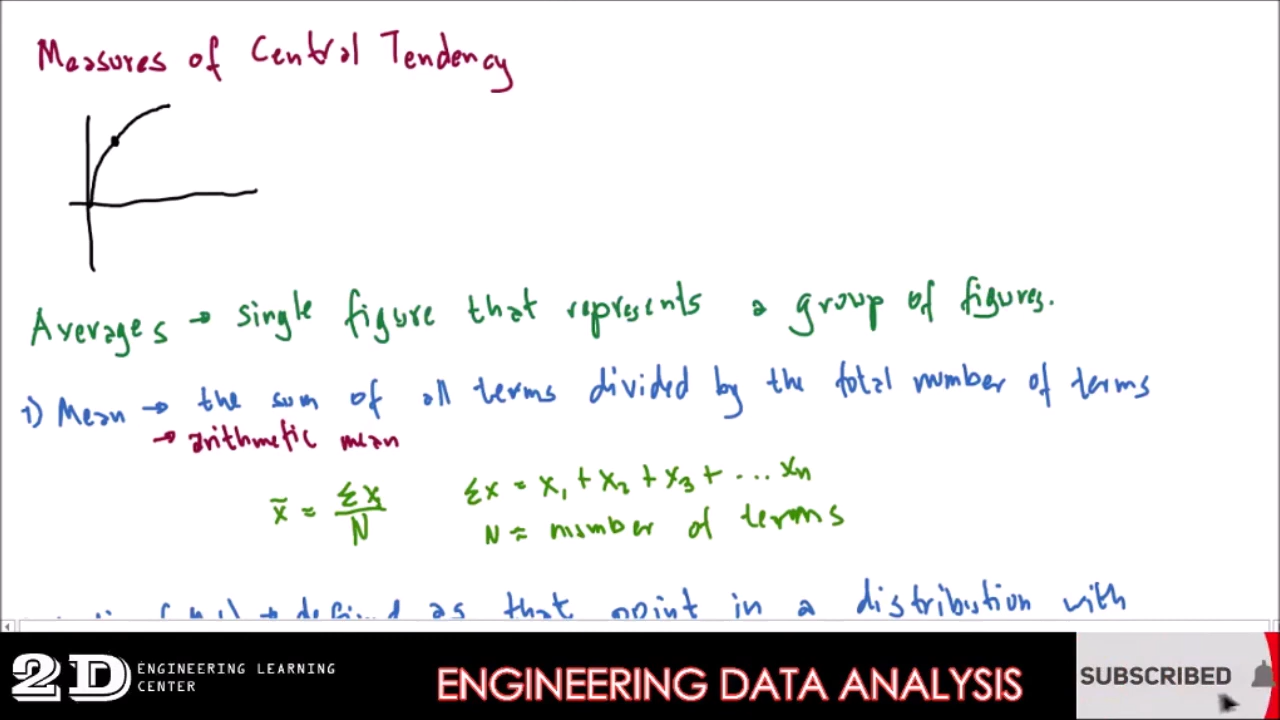 Measures of Central Tendency
Averages → single figure that represents a group of figures.
1) Mean → the sum of all terms divided by the total number of terms
→ arithmetic mean
x̄ = Σx / N
Σx = x₁ + x₂ + x₃ + ... xₙ
N = number of terms
→ defined as that point in a distribution with
2D ENGINEERING LEARNING
CENTER
ENGINEERING DATA ANALYSIS
SUBSCRIBED